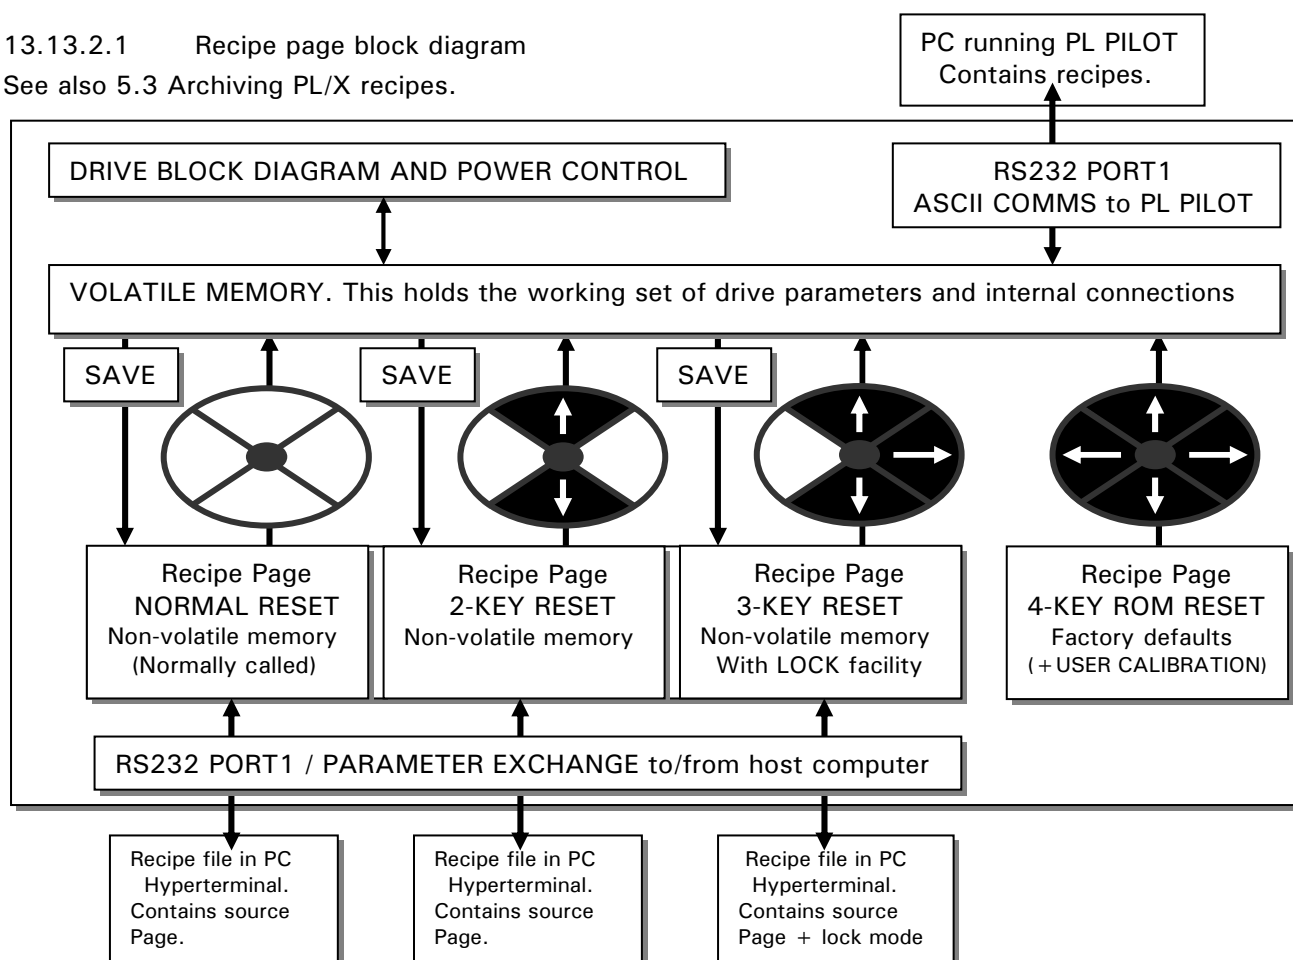 13.13.2.1 Recipe page block diagram
See also 5.3 Archiving PL/X recipes.
PC running PL PILOT
Contains recipes.
DRIVE BLOCK DIAGRAM AND POWER CONTROL
RS232 PORT1
ASCII COMMS to PL PILOT
VOLATILE MEMORY. This holds the working set of drive parameters and internal connections
SAVE
SAVE
SAVE
Recipe Page
NORMAL RESET
Non-volatile memory
(Normally called)
Recipe Page
2-KEY RESET
Non-volatile memory
Recipe Page
3-KEY RESET
Non-volatile memory
With LOCK facility
Recipe Page
4-KEY ROM RESET
Factory defaults
(+USER CALIBRATION)
RS232 PORT1 / PARAMETER EXCHANGE to/from host computer
Recipe file in PC
Hyperterminal.
Contains source
Page.
Recipe file in PC
Hyperterminal.
Contains source
Page.
Recipe file in PC
Hyperterminal.
Contains source
Page + lock mode